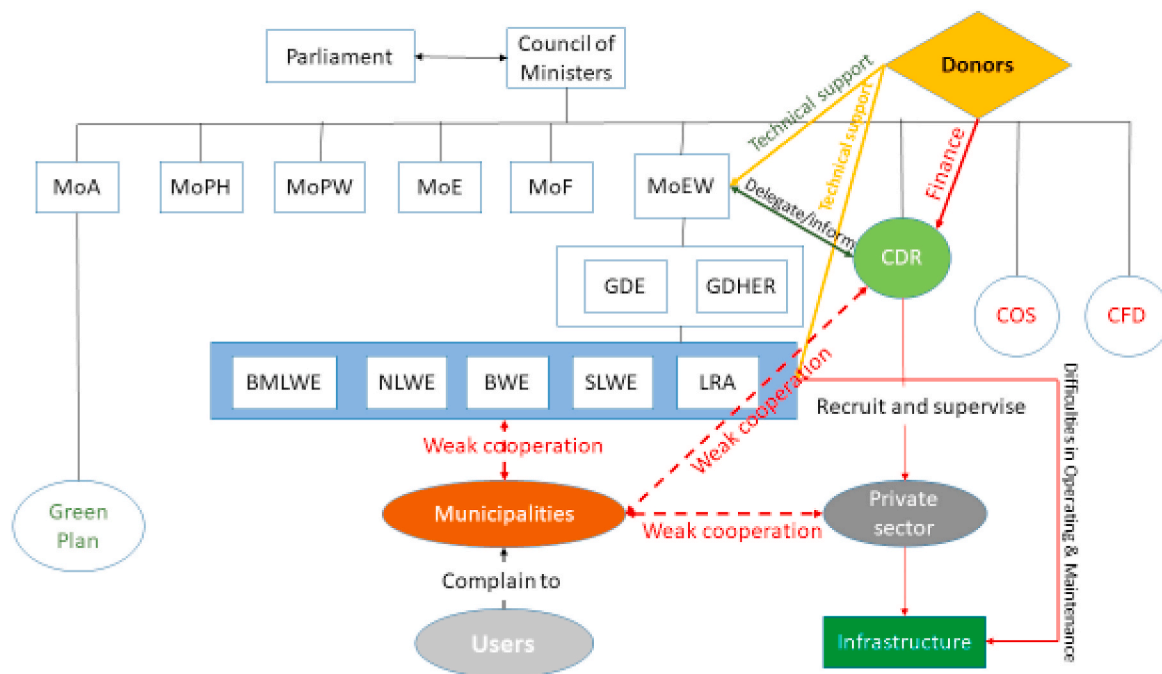 Parliament
Council of
Ministers
Donors
Technical support
Technical support
Finance
MoA
MoPH
MoPW
MoE
MoF
MoEW
Delegate/inform
CDR
GDE
GDHER
COS
CFD
BMLWE
NLWE
BWE
SLWE
LRA
Weak cooperation
Recruit and supervise
Difficulties in Operating & Maintenance
Weak cooperation
Green
Plan
Municipalities
Weak cooperation
Private
sector
Complain to
Users
Infrastructure